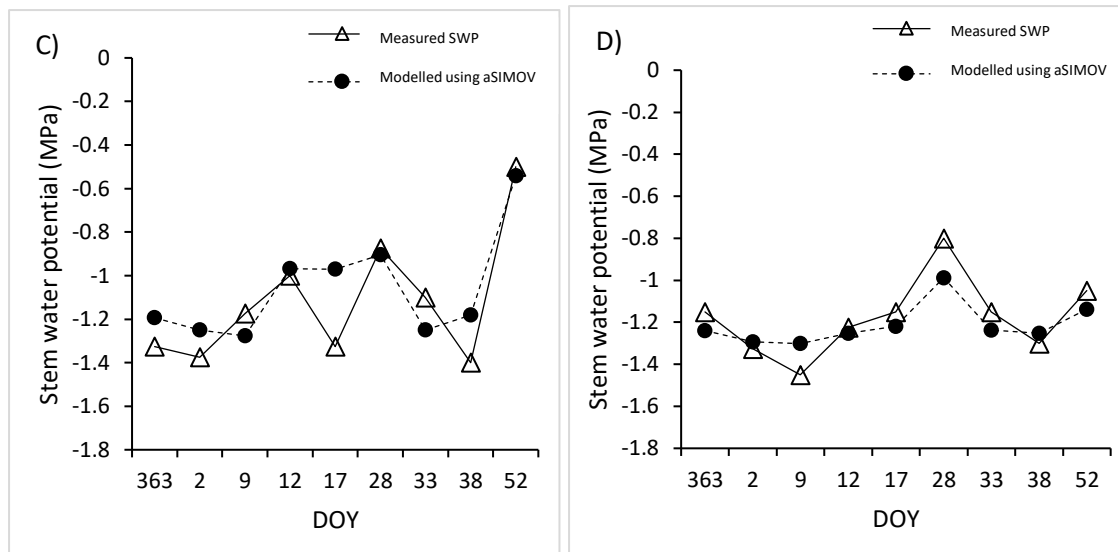 C)
Measured SWP
Modelled using aSIMOV
Stem water potential (MPa)
0
-0.2
-0.4
-0.6
-0.8
-1
-1.2
-1.4
-1.6
-1.8
363 2 9 12 17 28 33 38 52
DOY
D)
Measured SWP
Modelled using aSIMOV
Stem water potential (MPa)
0
-0.2
-0.4
-0.6
-0.8
-1
-1.2
-1.4
-1.6
-1.8
363 2 9 12 17 28 33 38 52
DOY